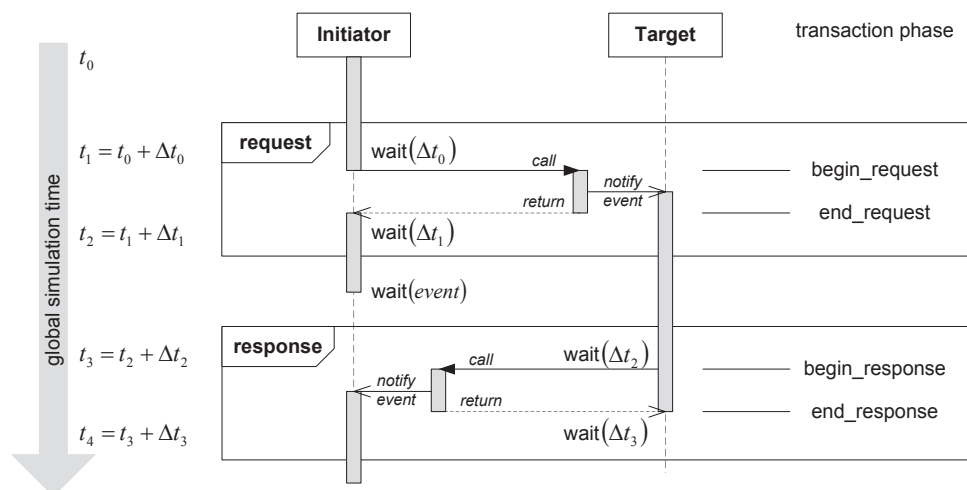 Initiator Target transaction phase
t₀
request
t₁ = t₀ + Δt₀ wait(Δt₀) call begin_request
notify
return event end_request
t₂ = t₁ + Δt₁ wait(Δt₁)
global simulation time
wait(event)
response
t₃ = t₂ + Δt₂ call wait(Δt₂) begin_response
notify
event return end_response
t₄ = t₃ + Δt₃ wait(Δt₃)